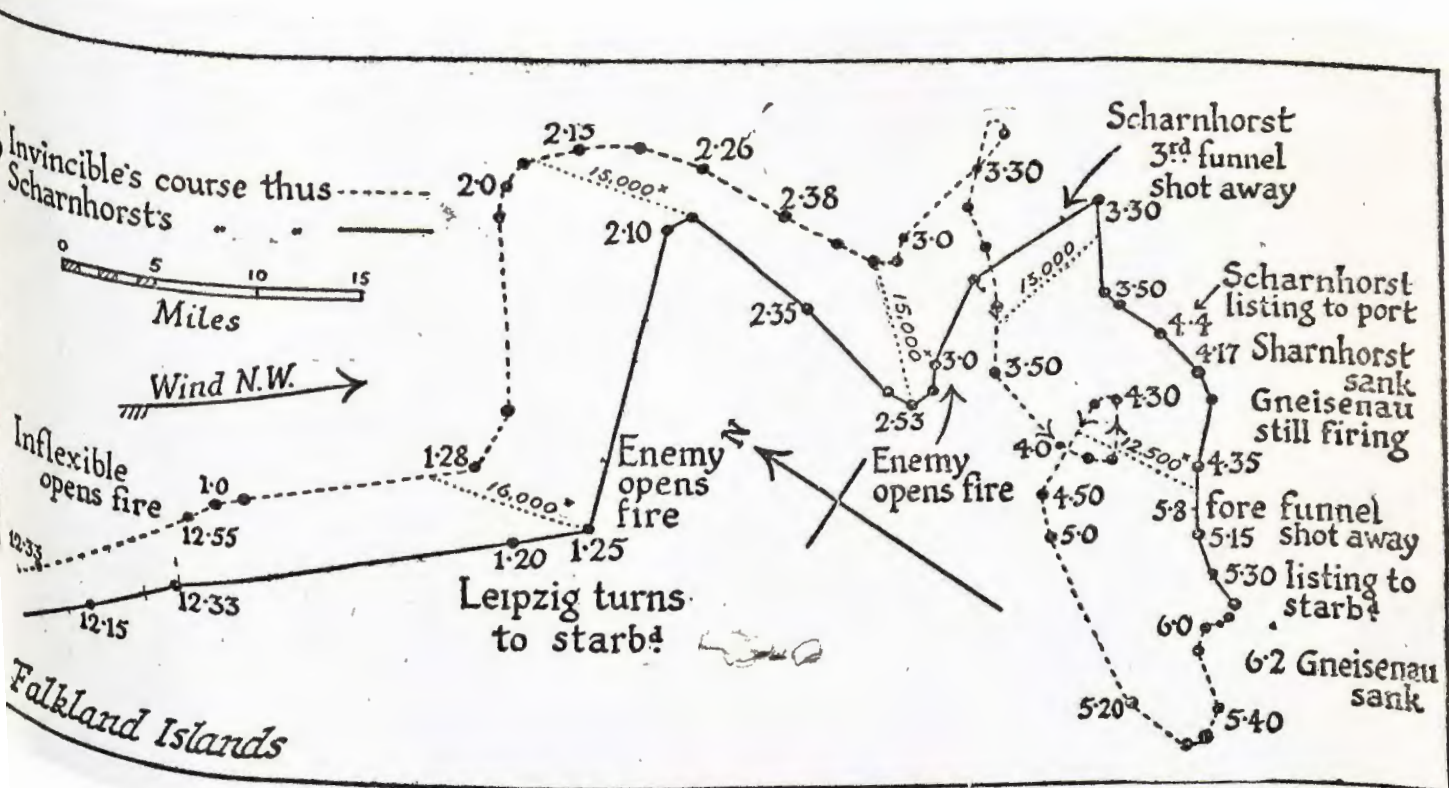 Invincible's course thus
Scharnhorst's " "
0 5 10 15
Miles
Wind N.W.
Inflexible
opens fire
12·33
12·55
1·0
12·15
12·33
1·28
16,000ˣ
1·20
1·25
Leipzig turns
to starbd
Enemy
opens
fire
2·0
2·13
15,000ˣ
2·10
2·26
2·38
2·35
2·53
15,000ˣ
3·0
3·0
Enemy
opens fire
N
3·30
Scharnhorst
3rd funnel
shot away
3·30
15,000
3·50
3·50
Scharnhorst
listing to port
4·4
4·17 Sharnhorst
sank
Gneisenau
still firing
4·0
4·30
12,500ˣ
4·35
4·50
5·0
5·8 fore funnel
shot away
5·15
5·30 listing to
starbd
6·0
6·2 Gneisenau
sank
5·20
5·40
Falkland Islands